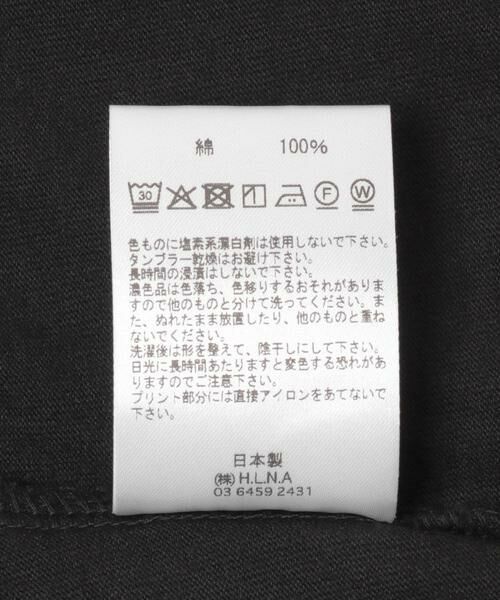 綿 100%
30 F W
色ものに塩素系漂白剤は使用しないで下さい。
タンブラー乾燥はお避け下さい。
長時間の浸漬はしないで下さい。
濃色品は色落ち、色移りするおそれがあります
すので他のものと分けて洗ってください。ま
た、ぬれたまま放置したり、他のものと重ね
ないでください。
洗濯後は形を整えて、陰干しにして下さい。
日光に長時間あたりますと変色する恐れがあ
りますのでご注意下さい。
プリント部分には直接アイロンをあてないで
下さい。
日本製
(株) H.L.N.A
03 6459 2431